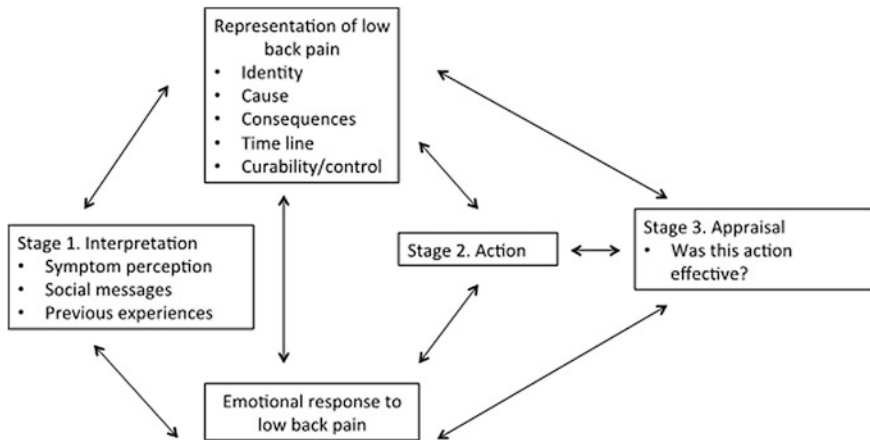 Representation of low
back pain
• Identity
• Cause
• Consequences
• Time line
• Curability/control
Stage 1. Interpretation
• Symptom perception
• Social messages
• Previous experiences
Stage 2. Action
Stage 3. Appraisal
• Was this action
effective?
Emotional response to
low back pain